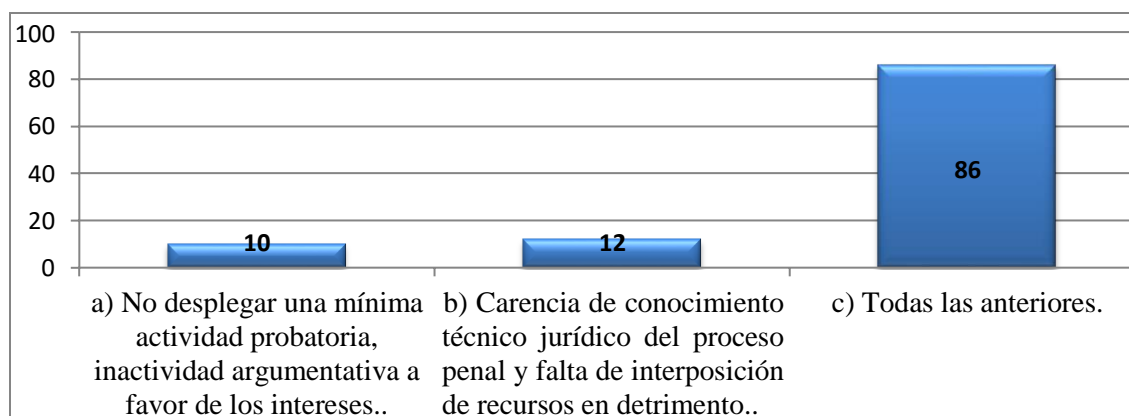 100
80
60
40
20
0
10
12
86
a) No desplegar una mínima
actividad probatoria,
inactividad argumentativa a
favor de los intereses..
b) Carencia de conocimiento
técnico jurídico del proceso
penal y falta de interposición
de recursos en detrimento..
c) Todas las anteriores.